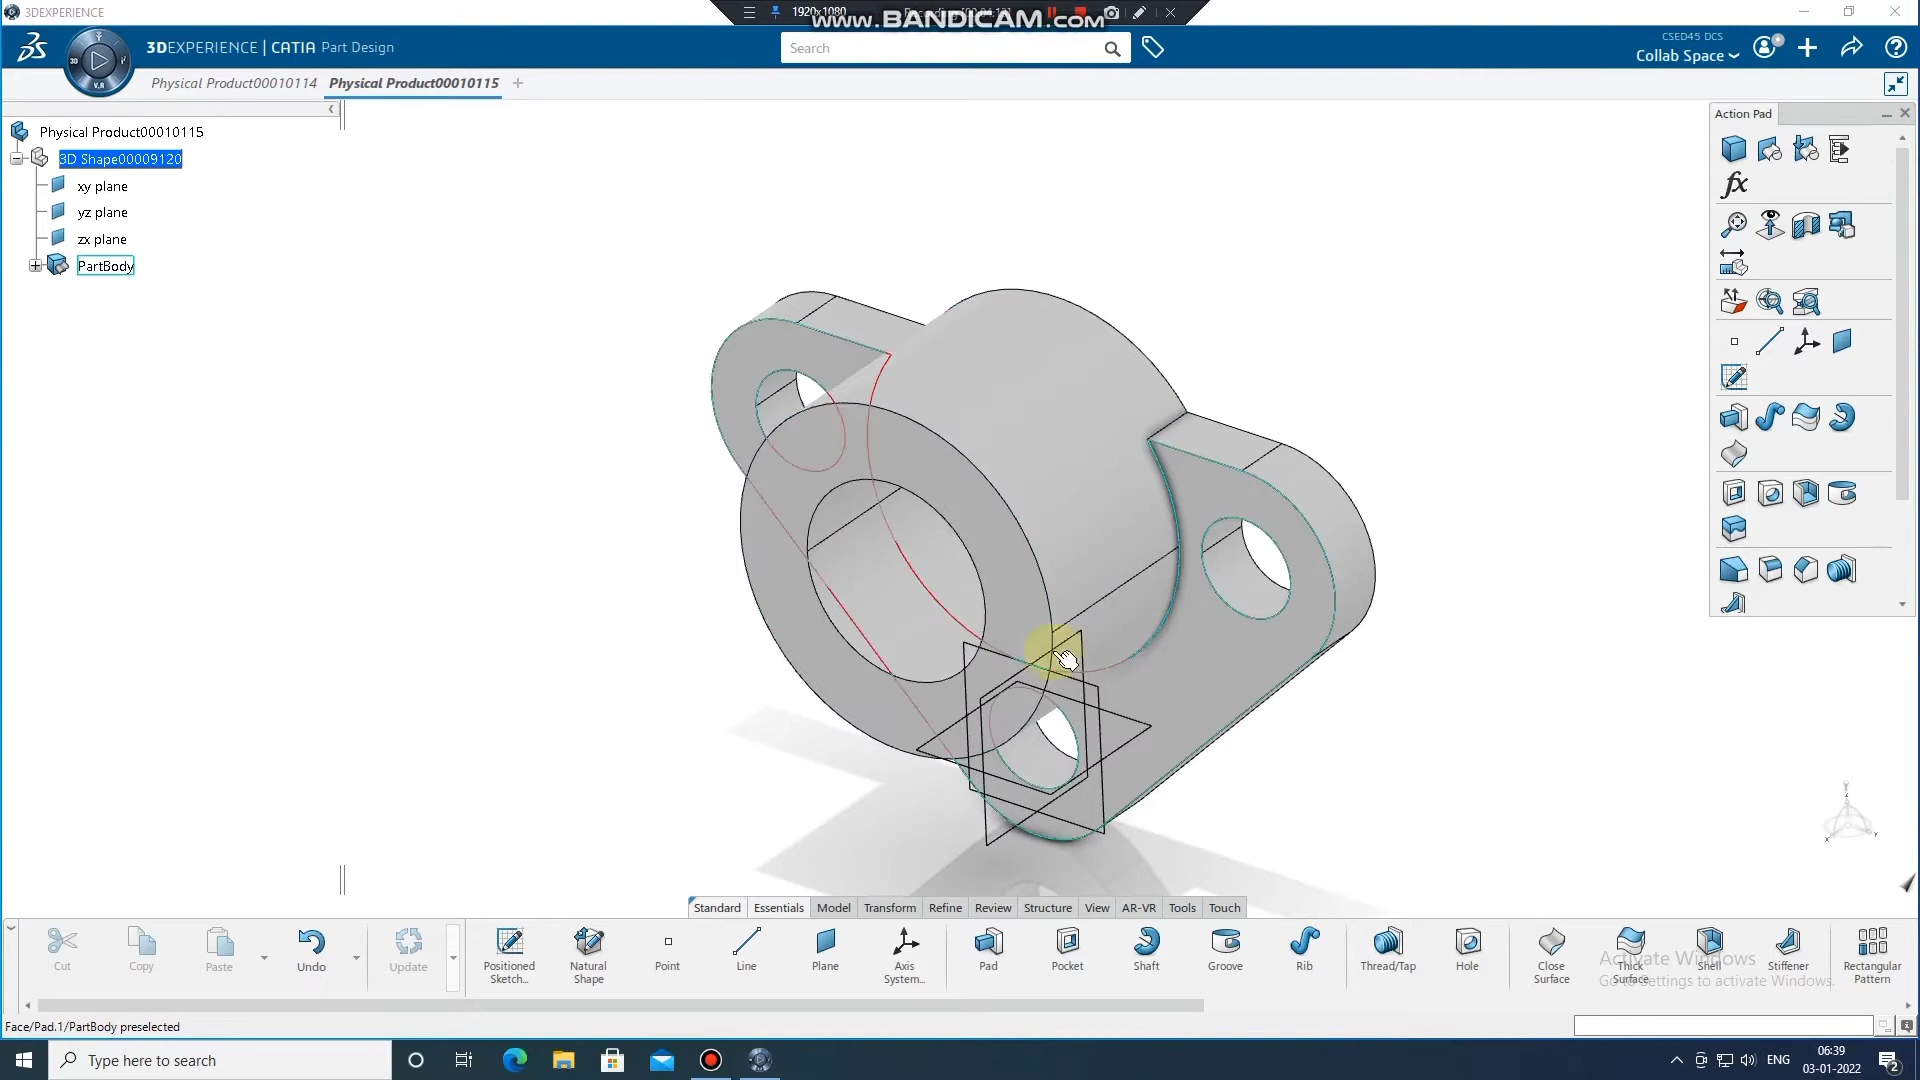 3DEXPERIENCE
1920x1080
www.BANDICAM.com
3DEXPERIENCE | CATIA Part Design
Search
CSED45 DCS
Collab Space
3D
V.R
Physical Product00010114
Physical Product00010115
+
Action Pad
Physical Product00010115
3D Shape00009120
xy plane
yz plane
zx plane
PartBody
fx
Standard
Essentials
Model
Transform
Refine
Review
Structure
View
AR-VR
Tools
Touch
Cut
Copy
Paste
Undo
Update
Positioned Sketch...
Natural Shape
Point
Line
Plane
Axis System...
Pad
Pocket
Shaft
Groove
Rib
Thread/Tap
Hole
Close Surface
Thick Surface
Shell
Stiffener
Rectangular Pattern
Activate Windows
Go to Settings to activate Windows.
Face/Pad.1/PartBody preselected
Type here to search
ENG
06:39
03-01-2022
2